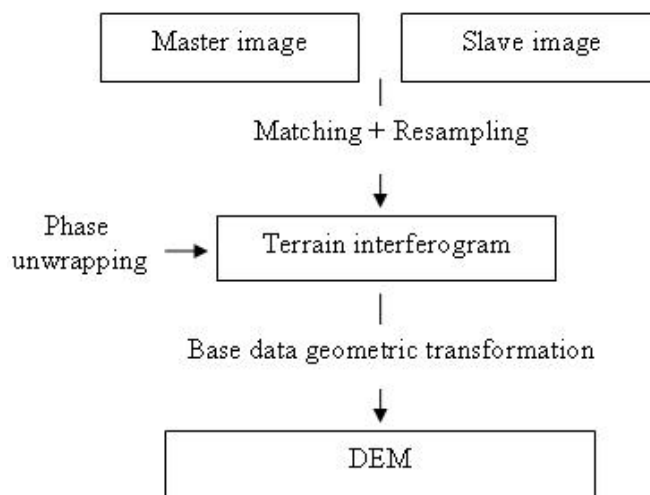 Master image
Slave image
Matching + Resampling
Phase
unwrapping
Terrain interferogram
Base data geometric transformation
DEM